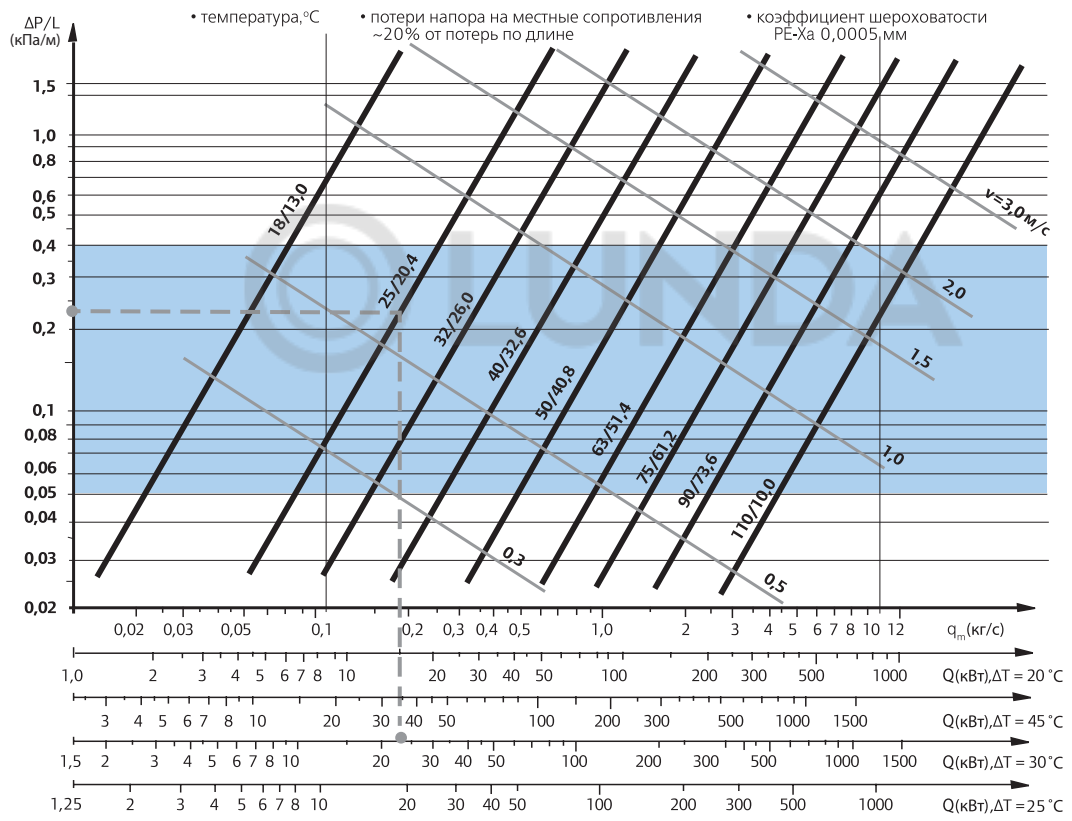 ΔP/L
(кПа/м)
• температура,°C
• потери напора на местные сопротивления
~20% от потерь по длине
• коэффициент шероховатости
PE-Xa 0,0005 мм
1,5
1,0
0,8
0,6
0,5
0,4
0,3
0,2
0,1
0,08
0,06
0,05
0,04
0,03
0,02
18/13,0
25/20,4
32/26,0
40/32,6
50/40,8
63/51,4
75/61,2
90/73,6
110/10,0
v=3,0 м/с
2,0
1,5
1,0
0,5
0,3
LUNDA
0,02 0,03 0,05 0,1 0,2 0,3 0,4 0,5 1,0 2 3 4 5 6 7 8 10 12 qm(кг/с)
1,0 2 3 4 5 6 7 8 10 20 30 40 50 100 200 300 500 1000 Q(кВт),ΔT = 20 °C
3 4 5 6 7 8 10 20 30 40 50 100 200 300 500 1000 1500 Q(кВт),ΔT = 45 °C
1,5 2 3 4 5 6 7 8 10 20 30 40 50 100 200 300 500 1000 1500 Q(кВт),ΔT = 30°C
1,25 2 3 4 5 6 7 8 10 20 30 40 50 100 200 300 500 1000 Q(кВт),ΔT = 25 °C